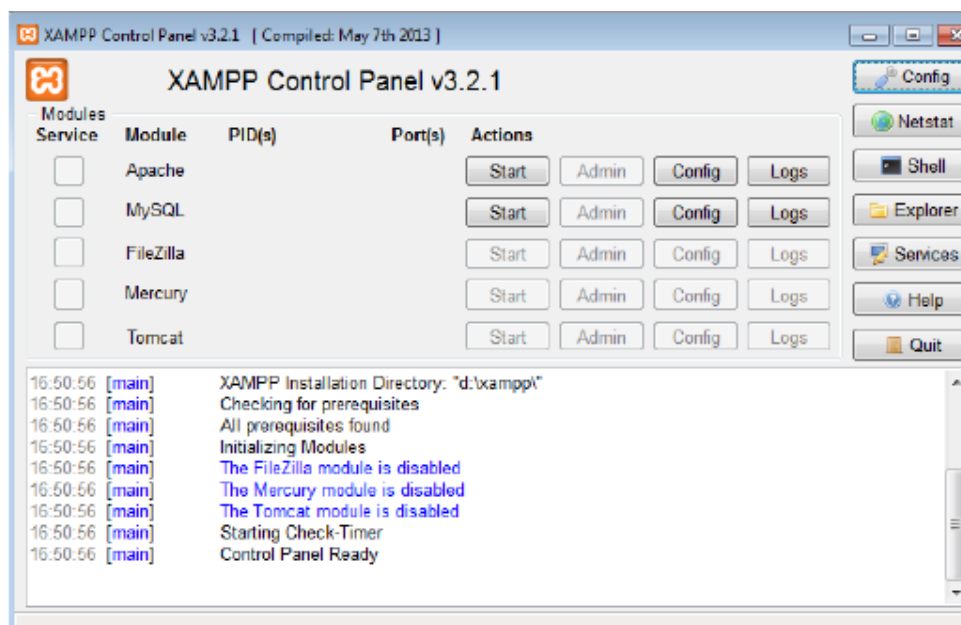 XAMPP Control Panel v3.2.1 [ Compiled: May 7th 2013 ]
XAMPP Control Panel v3.2.1
Config
Modules
Service Module PID(s) Port(s) Actions
Netstat
Apache Start Admin Config Logs
Shell
MySQL Start Admin Config Logs
Explorer
FileZilla Start Admin Config Logs
Services
Mercury Start Admin Config Logs
Help
Tomcat Start Admin Config Logs
Quit
16:50:56 [main] XAMPP Installation Directory: "d:\xampp\"
16:50:56 [main] Checking for prerequisites
16:50:56 [main] All prerequisites found
16:50:56 [main] Initializing Modules
16:50:56 [main] The FileZilla module is disabled
16:50:56 [main] The Mercury module is disabled
16:50:56 [main] The Tomcat module is disabled
16:50:56 [main] Starting Check-Timer
16:50:56 [main] Control Panel Ready